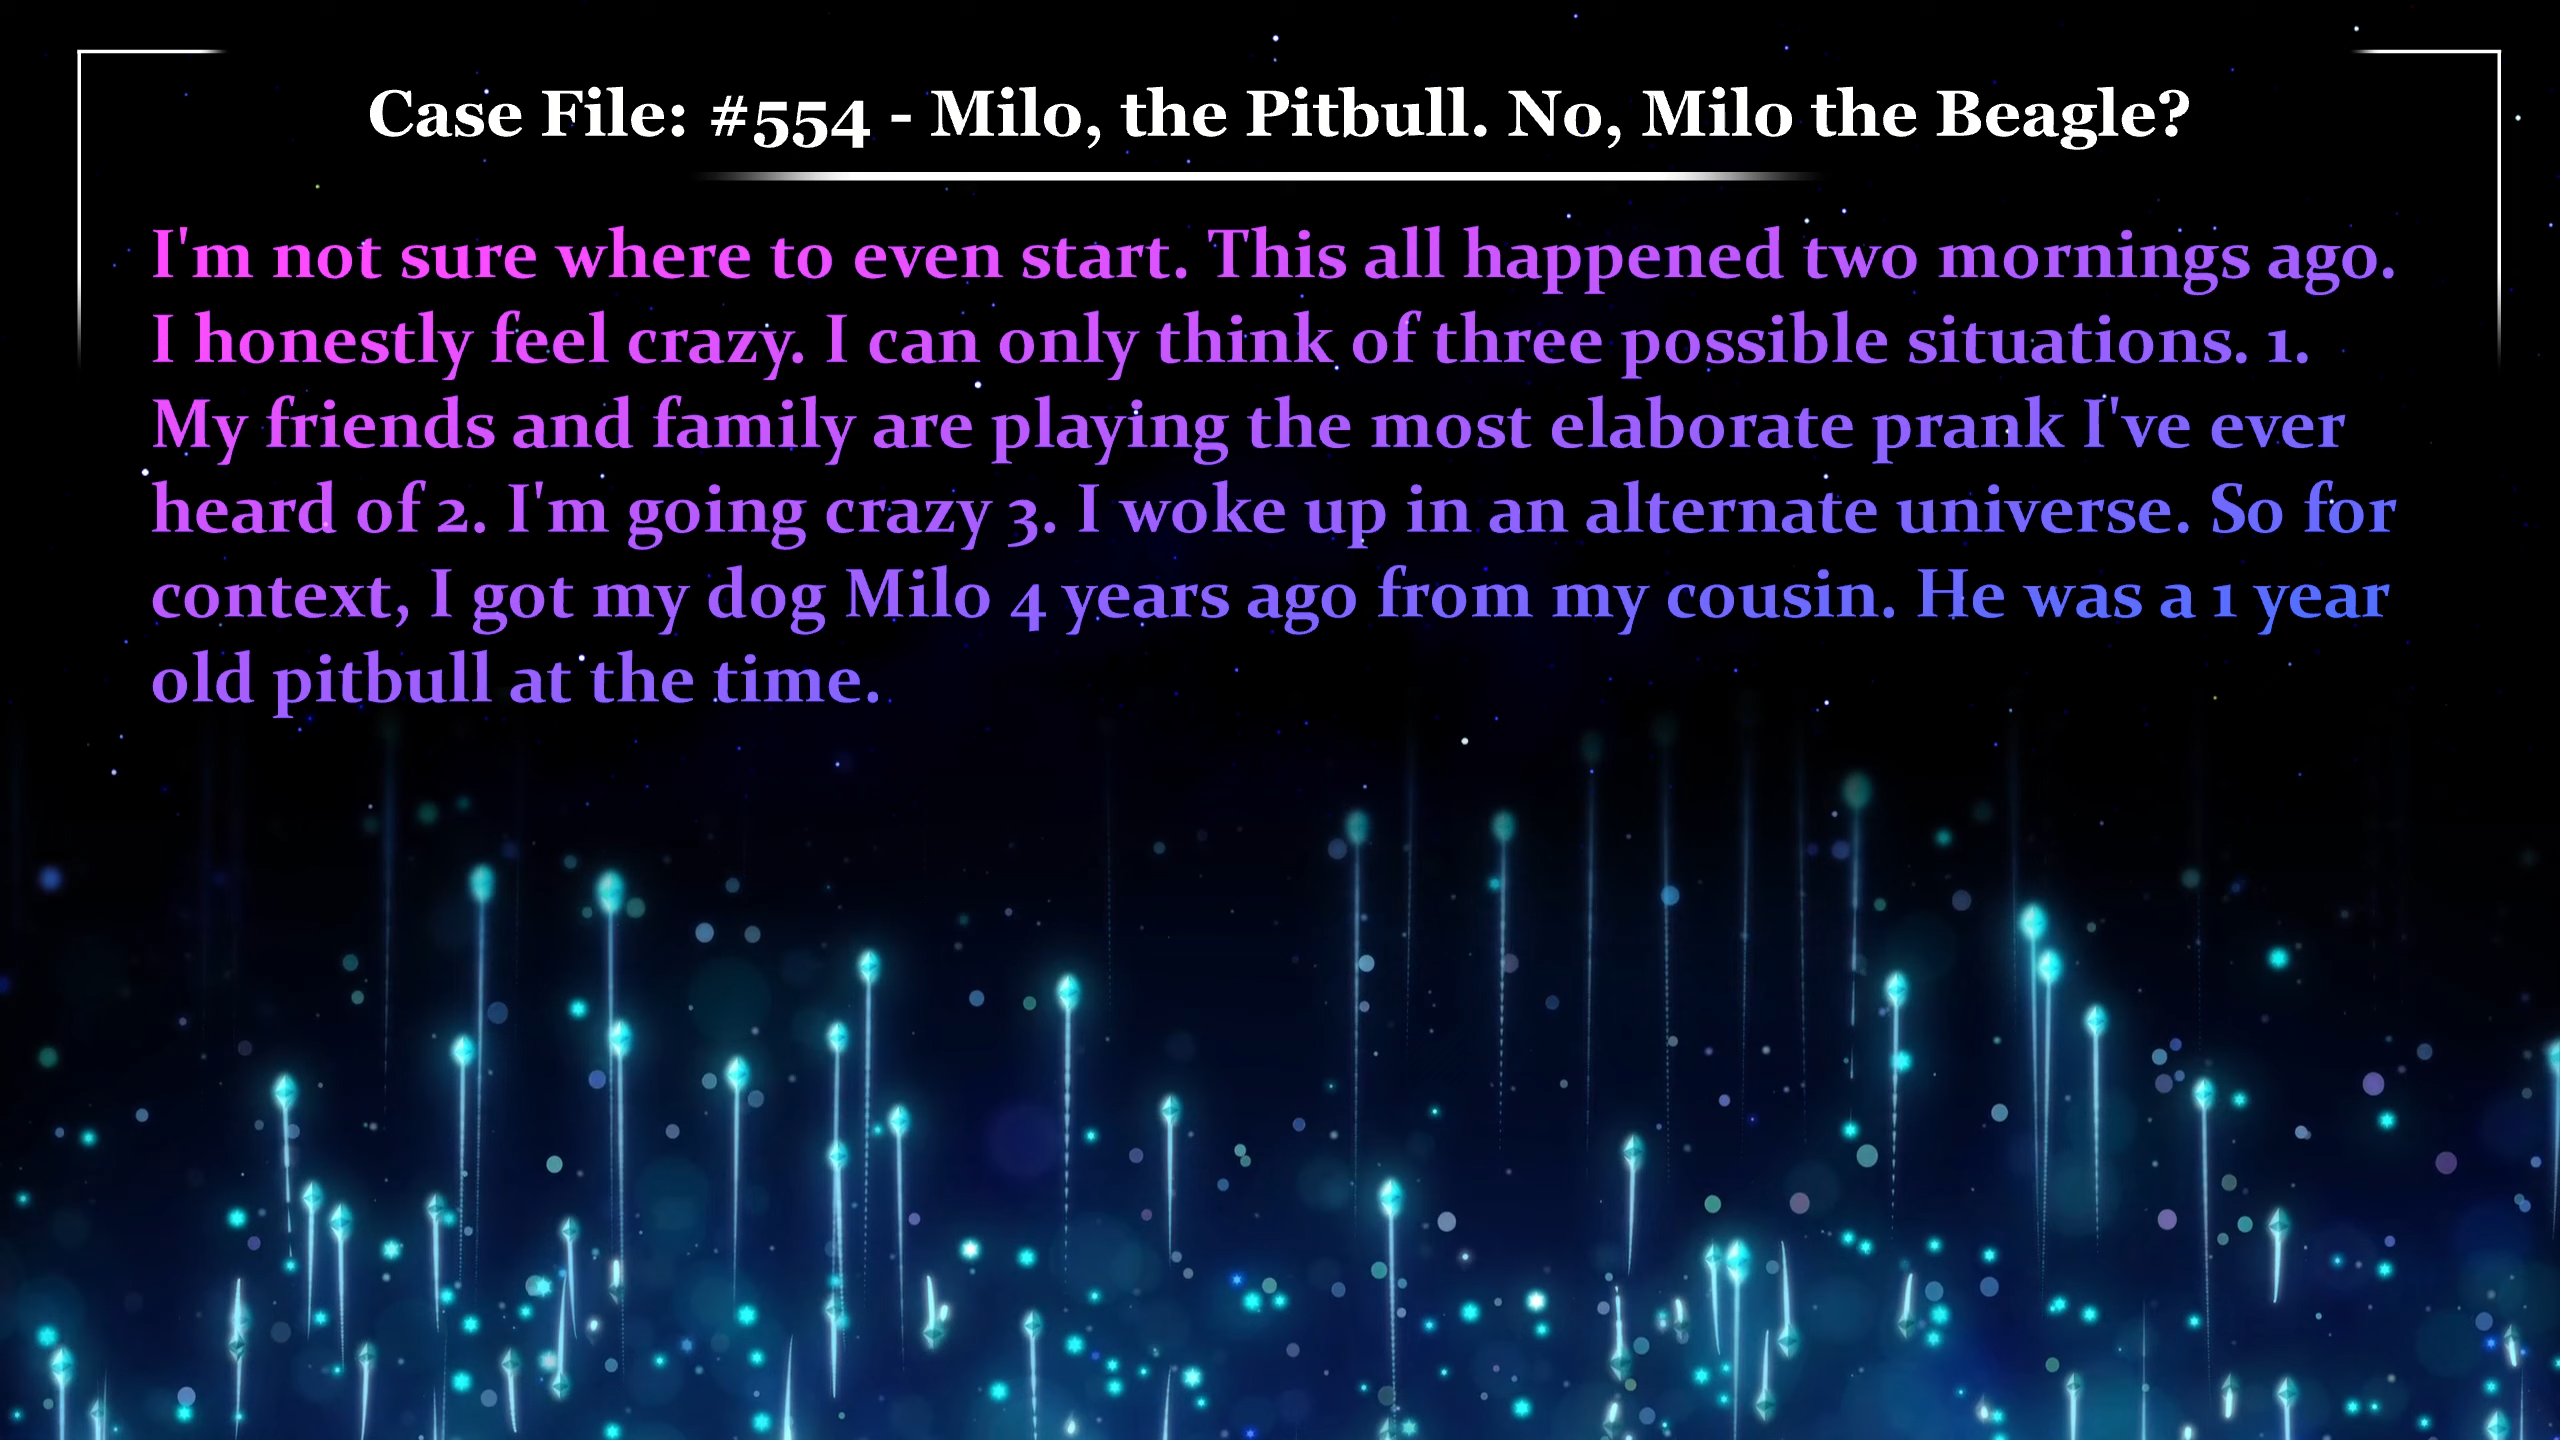 Case File: #554 - Milo, the Pitbull. No, Milo the Beagle?
I'm not sure where to even start. This all happened two mornings ago.
I honestly feel crazy. I can only think of three possible situations. 1.
My friends and family are playing the most elaborate prank I've ever
heard of 2. I'm going crazy 3. I woke up in an alternate universe. So for
context, I got my dog Milo 4 years ago from my cousin. He was a 1 year
old pitbull at the time.